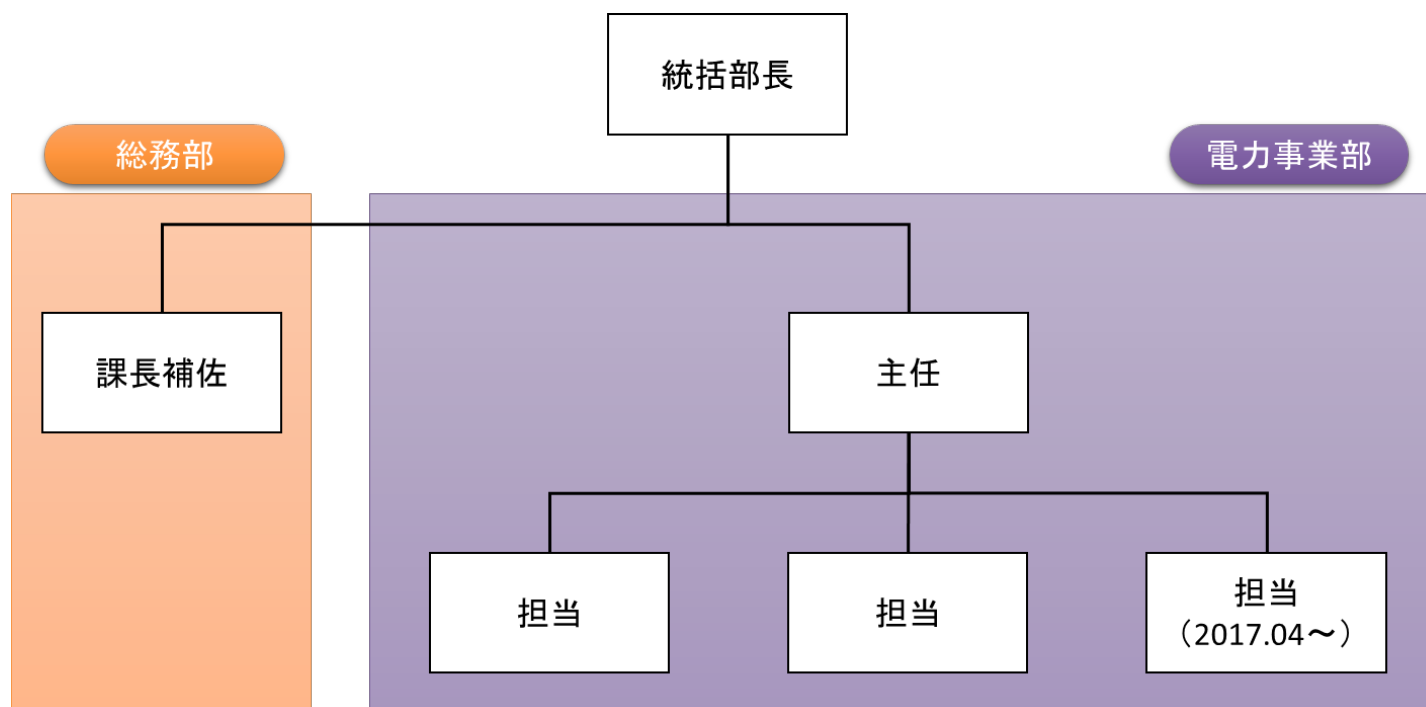 統括部長
総務部
電力事業部
課長補佐
主任
担当
担当
担当
（2017.04～）